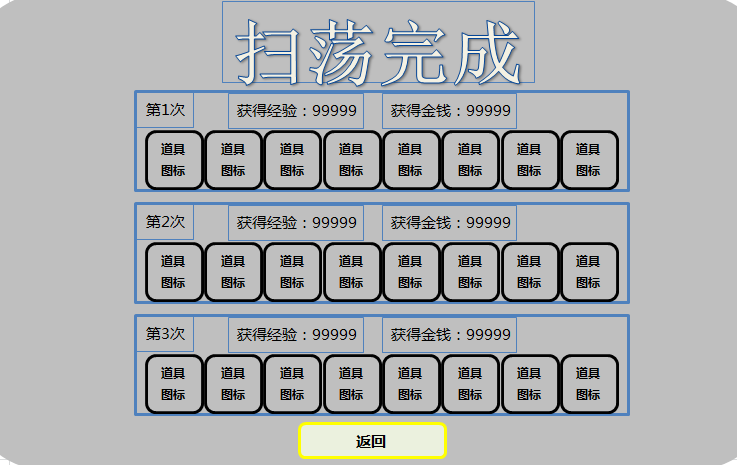 扫荡完成
第1次 获得经验：99999 获得金钱：99999
道具 道具 道具 道具 道具 道具 道具 道具
图标 图标 图标 图标 图标 图标 图标 图标
第2次 获得经验：99999 获得金钱：99999
道具 道具 道具 道具 道具 道具 道具 道具
图标 图标 图标 图标 图标 图标 图标 图标
第3次 获得经验：99999 获得金钱：99999
道具 道具 道具 道具 道具 道具 道具 道具
图标 图标 图标 图标 图标 图标 图标 图标
返回